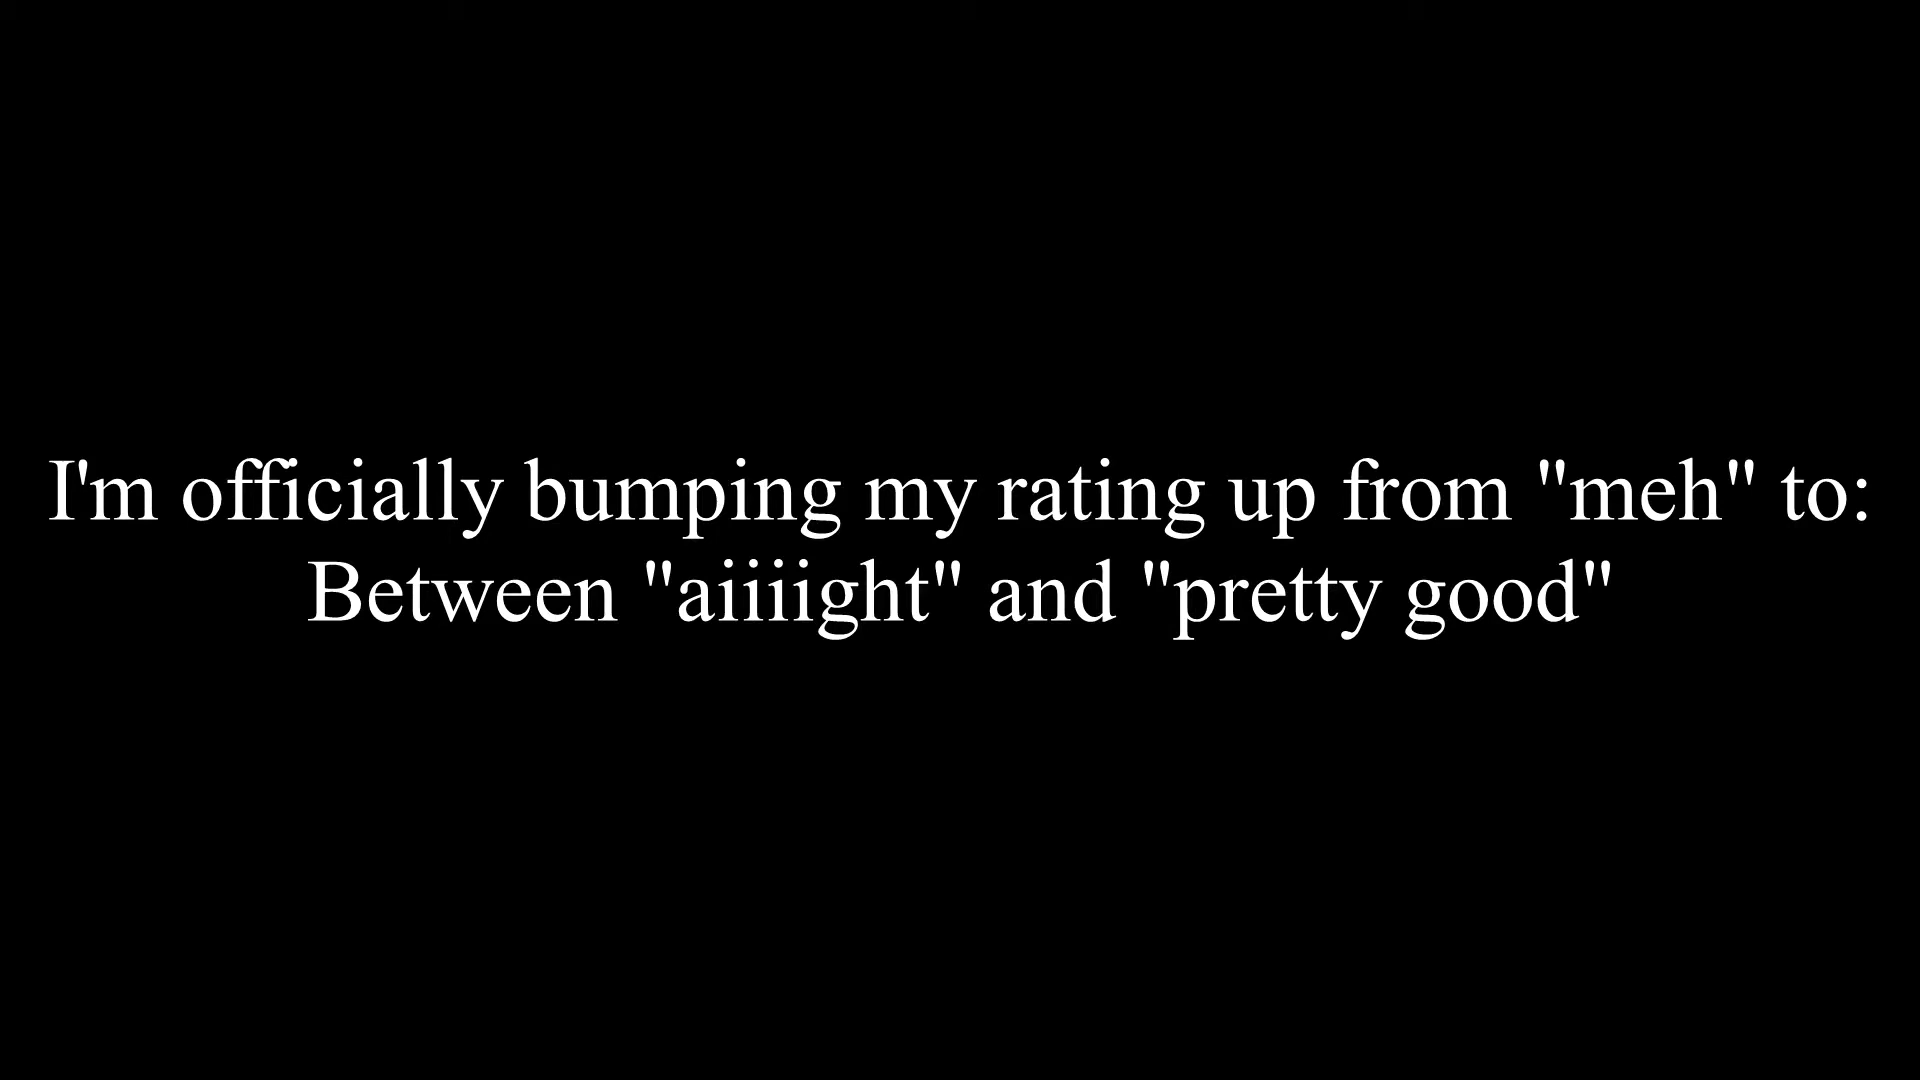 I'm officially bumping my rating up from "meh" to:
Between "aiiiight" and "pretty good"